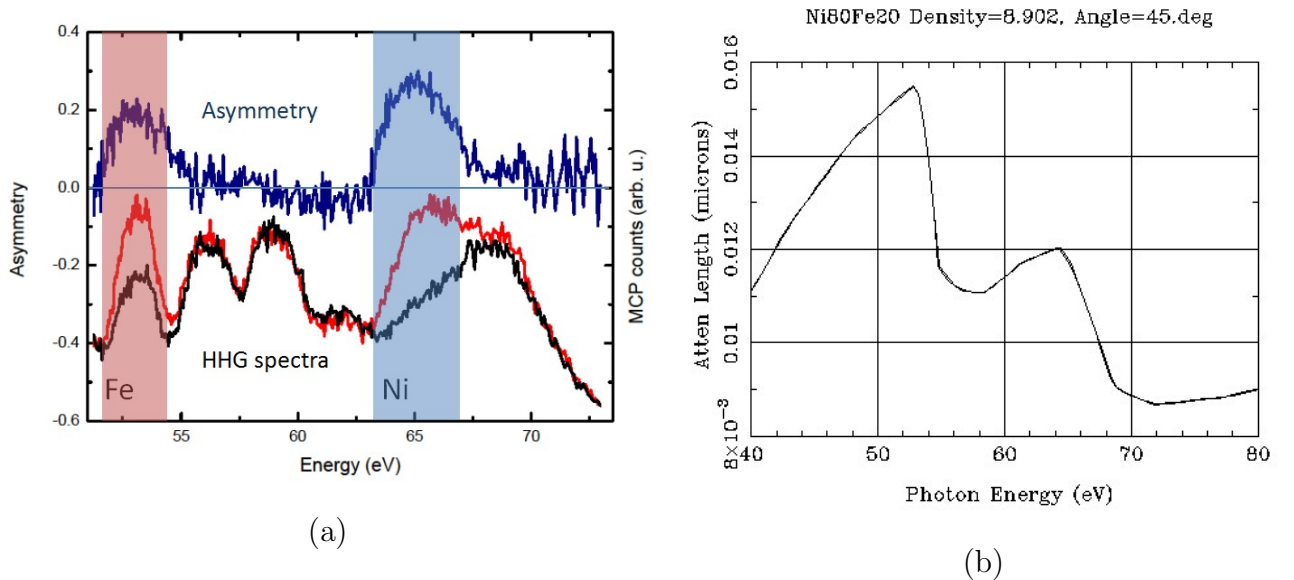 Asymmetry
0.4
0.2
0.0
-0.2
-0.4
-0.6
Asymmetry
HHG spectra
Fe
Ni
MCP counts (arb. u.)
55
60
65
70
Energy (eV)
(a)
Ni80Fe20 Density=8.902, Angle=45.deg
Atten Length (microns)
0.016
0.014
0.012
0.01
8×10⁻³
40
50
60
70
80
Photon Energy (eV)
(b)